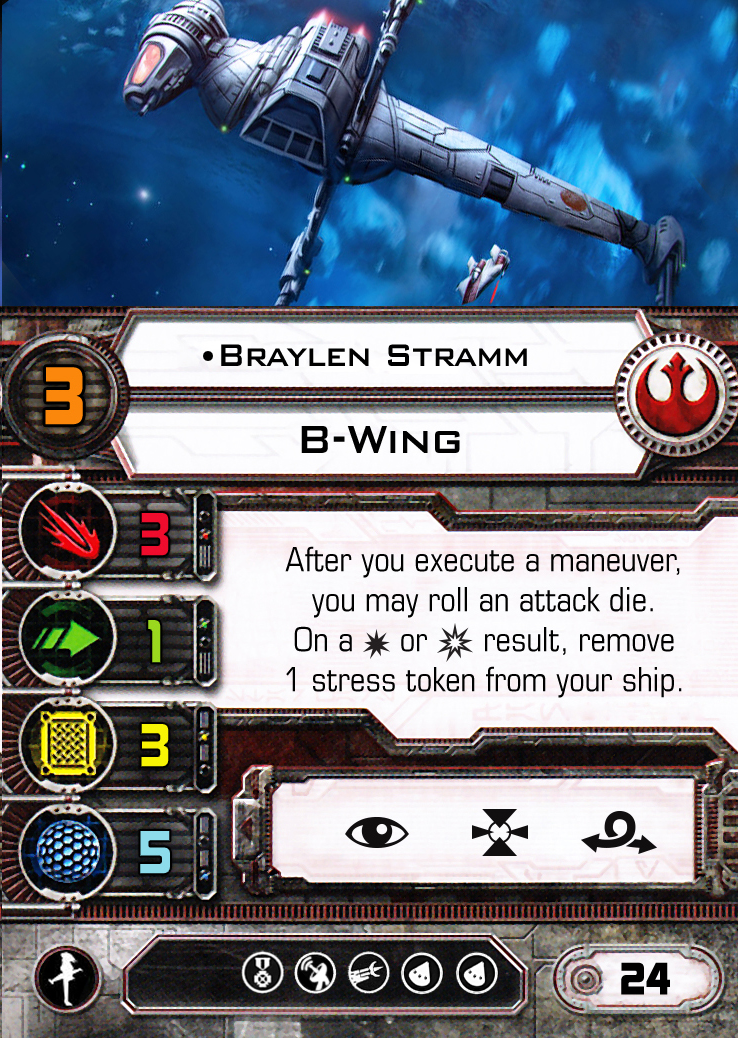 •Braylen Stramm
3
B-Wing
3
After you execute a maneuver,
you may roll an attack die.
On a or result, remove
1 stress token from your ship.
1
3
5
24